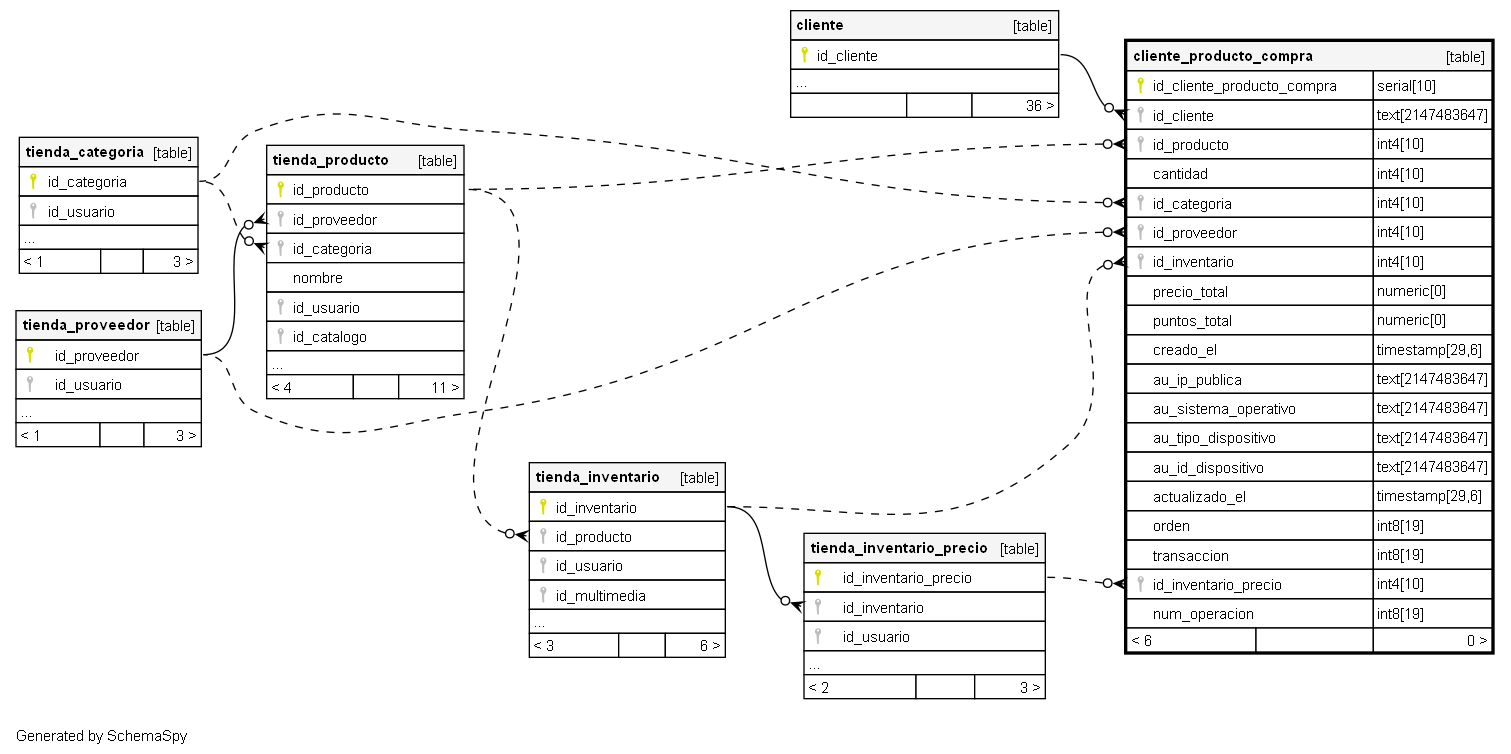 cliente [table]
id_cliente
...
36 >
cliente_producto_compra [table]
id_cliente_producto_compra serial[10]
id_cliente text[2147483647]
id_producto int4[10]
cantidad int4[10]
id_categoria int4[10]
id_proveedor int4[10]
id_inventario int4[10]
precio_total numeric[0]
puntos_total numeric[0]
creado_el timestamp[29,6]
au_ip_publica text[2147483647]
au_sistema_operativo text[2147483647]
au_tipo_dispositivo text[2147483647]
au_id_dispositivo text[2147483647]
actualizado_el timestamp[29,6]
orden int8[19]
transaccion int8[19]
id_inventario_precio int4[10]
num_operacion int8[19]
< 6 0 >
tienda_categoria [table]
id_categoria
id_usuario
...
< 1 3 >
tienda_producto [table]
id_producto
id_proveedor
id_categoria
nombre
id_usuario
id_catalogo
...
< 4 11 >
tienda_proveedor [table]
id_proveedor
id_usuario
...
< 1 3 >
tienda_inventario [table]
id_inventario
id_producto
id_usuario
id_multimedia
...
< 3 6 >
tienda_inventario_precio [table]
id_inventario_precio
id_inventario
id_usuario
...
< 2 3 >
Generated by SchemaSpy